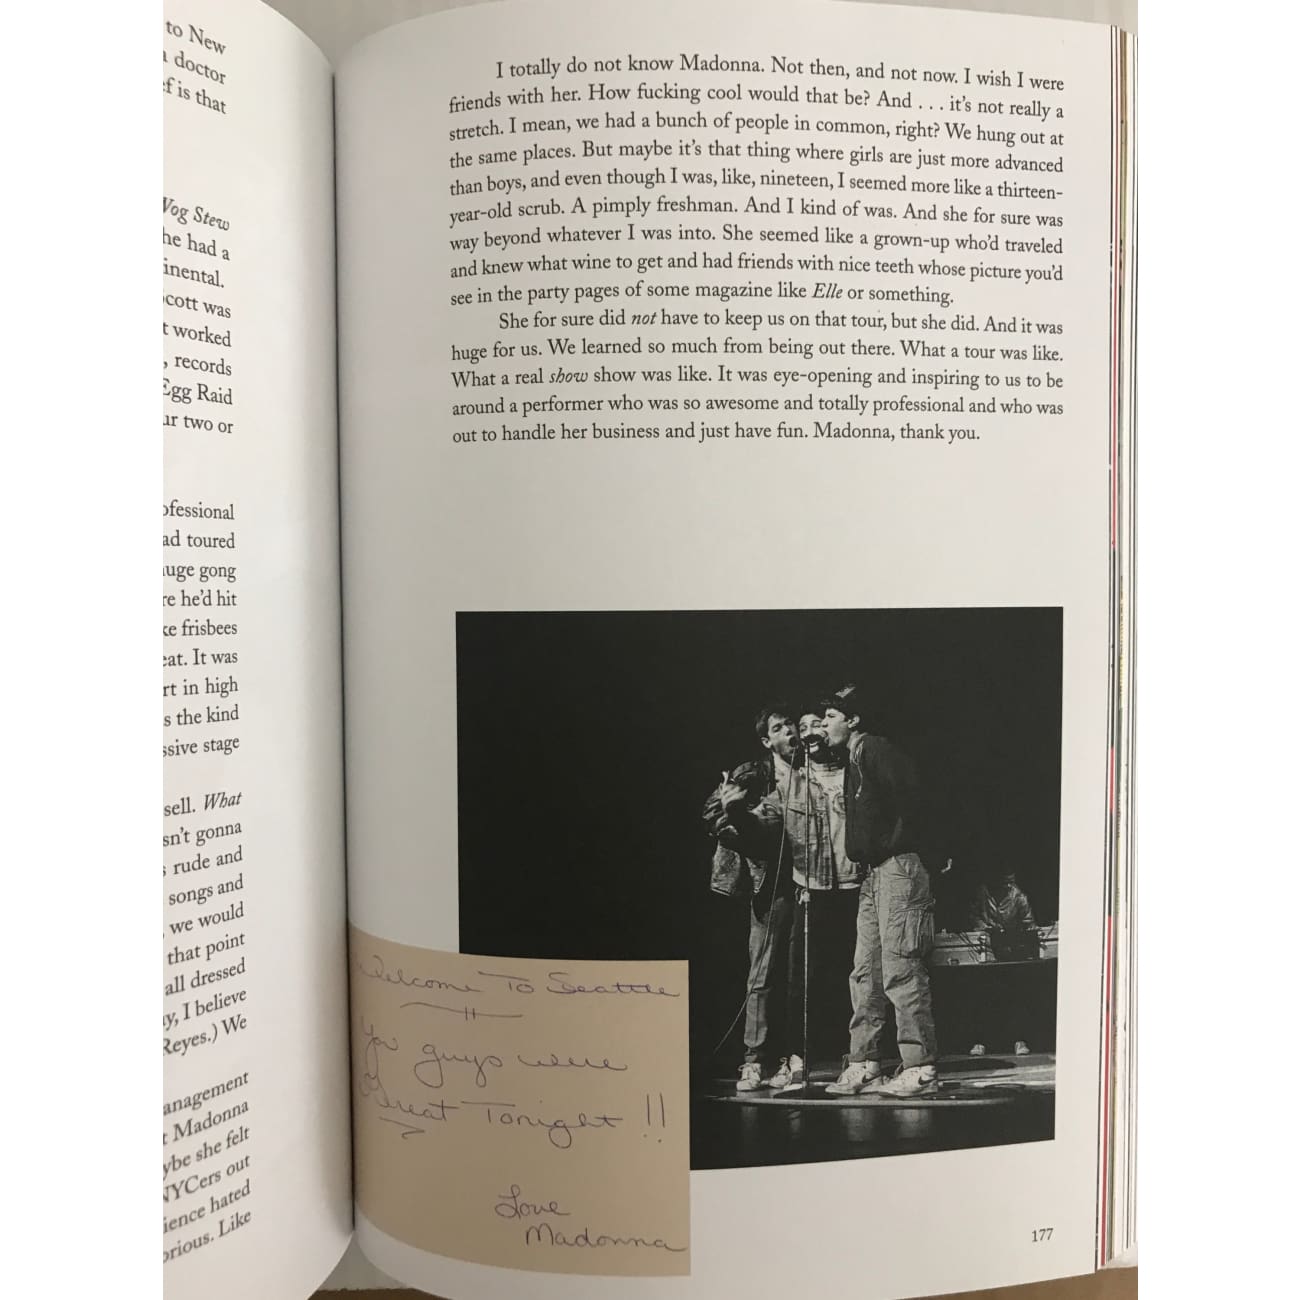 to New
doctor
is that
Vog Stew
he had a
inental.
cott was
t worked
, records
Egg Raid
ur two or
ofessional
ad toured
uge gong
re he'd hit
ke frisbees
eat. It was
rt in high
s the kind
ssive stage
sell. What
sn't gonna
rude and
songs and
we would
that point
all dressed
y, I believe
Reyes.) We
anagement
t Madonna
ybe she felt
NYCers out
ience hated
orious. Like
I totally do not know Madonna. Not then, and not now. I wish I were
friends with her. How fucking cool would that be? And . . . it's not really a
stretch. I mean, we had a bunch of people in common, right? We hung out at
the same places. But maybe it's that thing where girls are just more advanced
than boys, and even though I was, like, nineteen, I seemed more like a thirteen-
year-old scrub. A pimply freshman. And I kind of was. And she for sure was
way beyond whatever I was into. She seemed like a grown-up who'd traveled
and knew what wine to get and had friends with nice teeth whose picture you'd
see in the party pages of some magazine like Elle or something.
She for sure did not have to keep us on that tour, but she did. And it was
huge for us. We learned so much from being out there. What a tour was like.
What a real show show was like. It was eye-opening and inspiring to us to be
around a performer who was so awesome and totally professional and who was
out to handle her business and just have fun. Madonna, thank you.
Welcome To Seattle
You guys were
Great Tonight!!
Love
Madonna
177